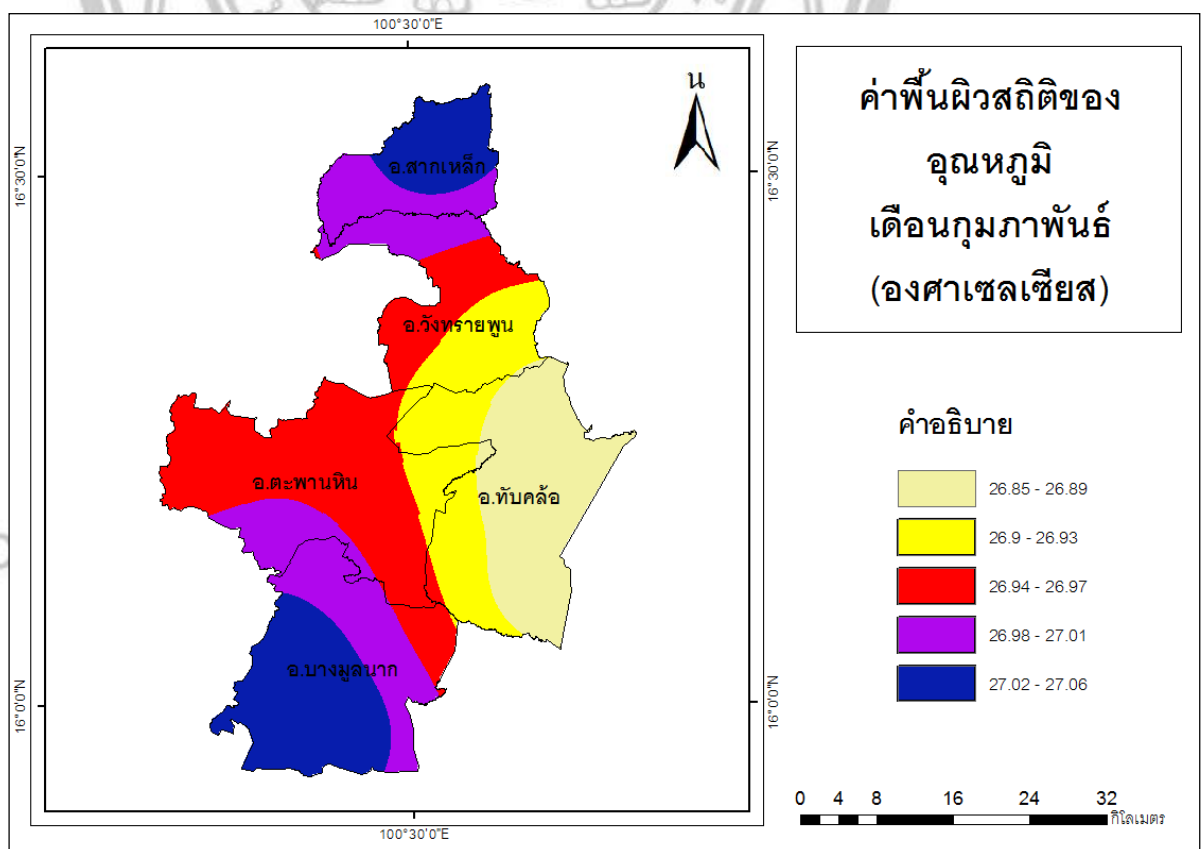 100°30'0"E
น
ค่าพื้นผิวสถิติของ
อุณหภูมิ
เดือนกุมภาพันธ์
(องศาเซลเซียส)
16°30'0"N
16°30'0"N
อ.สากเหล็ก
อ.วังทรายพูน
อ.ตะพานหิน
อ.ทับคล้อ
อ.บางมูลนาก
16°0'0"N
16°0'0"N
คำอธิบาย
26.85 - 26.89
26.9 - 26.93
26.94 - 26.97
26.98 - 27.01
27.02 - 27.06
0 4 8 16 24 32
กิโลเมตร
100°30'0"E